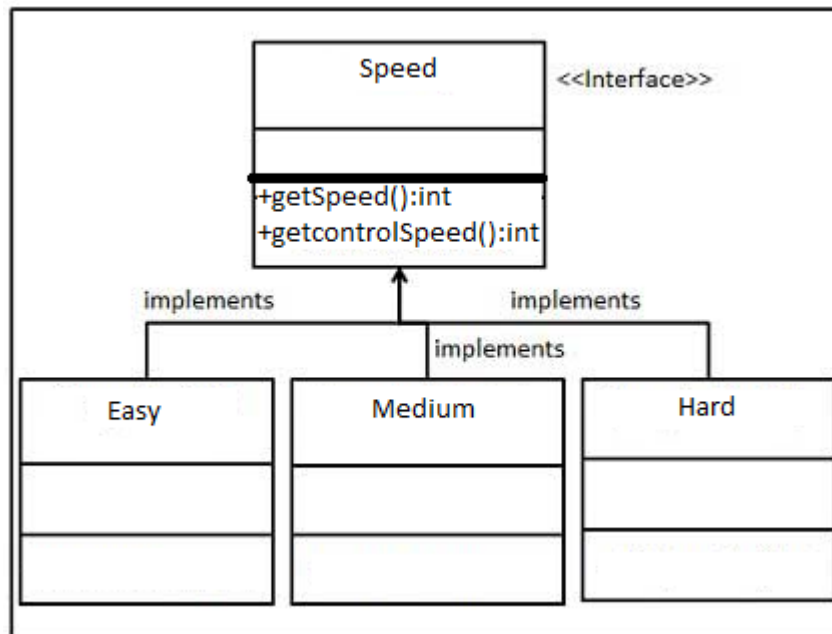 Speed
<<Interface>>
+getSpeed():int
+getcontrolSpeed():int
implements
implements
implements
Easy
Medium
Hard